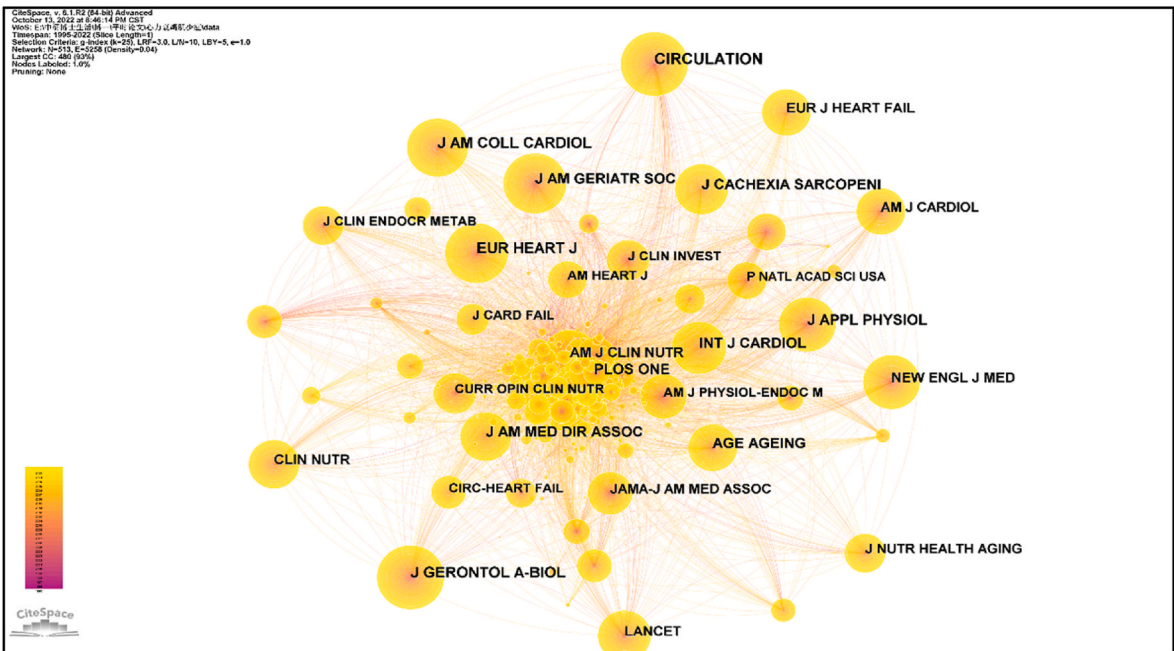 CiteSpace, v. 6.1.R2 (64-bit) Advanced
October 13, 2022 at 8:46:14 PM CST
WoS: E:\中
\data
Timespan: 1995-2022 (Slice Length=1)
Selection Criteria: g-index (k=25), LRF=3.0, L/N=10, LBY=5, e=1.0
Network: N=513, E=5258 (Density=0.04)
Largest CC: 480 (93%)
Nodes Labeled: 1.0%
Pruning: None
CIRCULATION
EUR J HEART FAIL
J AM COLL CARDIOL
J AM GERIATR SOC
J CACHEXIA SARCOPENI
AM J CARDIOL
J CLIN ENDOCR METAB
EUR HEART J
J CLIN INVEST
AM HEART J
P NATL ACAD SCI USA
J CARD FAIL
J APPL PHYSIOL
INT J CARDIOL
AM J CLIN NUTR
PLOS ONE
NEW ENGL J MED
CURR OPIN CLIN NUTR
AM J PHYSIOL-ENDOC M
J AM MED DIR ASSOC
AGE AGEING
CLIN NUTR
CIRC-HEART FAIL
JAMA-J AM MED ASSOC
J NUTR HEALTH AGING
J GERONTOL A-BIOL
CiteSpace
LANCET